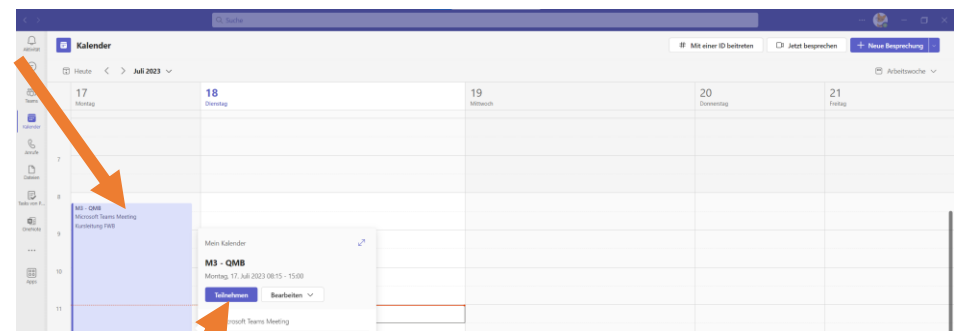 Suche
Aktivität
Kalender
# Mit einer ID beitreten
Jetzt besprechen
+ Neue Besprechung
Heute
Juli 2023
Arbeitswoche
Teams
17
Montag
18
Dienstag
19
Mittwoch
20
Donnerstag
21
Freitag
Kalender
Anrufe
7
Dateien
8
M3 - QMB
Microsoft Teams Meeting
Kursleitung FWB
OneNote
9
Mein Kalender
M3 - QMB
Montag, 17. Juli 2023 08:15 - 15:00
10
Apps
Teilnehmen
Bearbeiten
11
Microsoft Teams Meeting